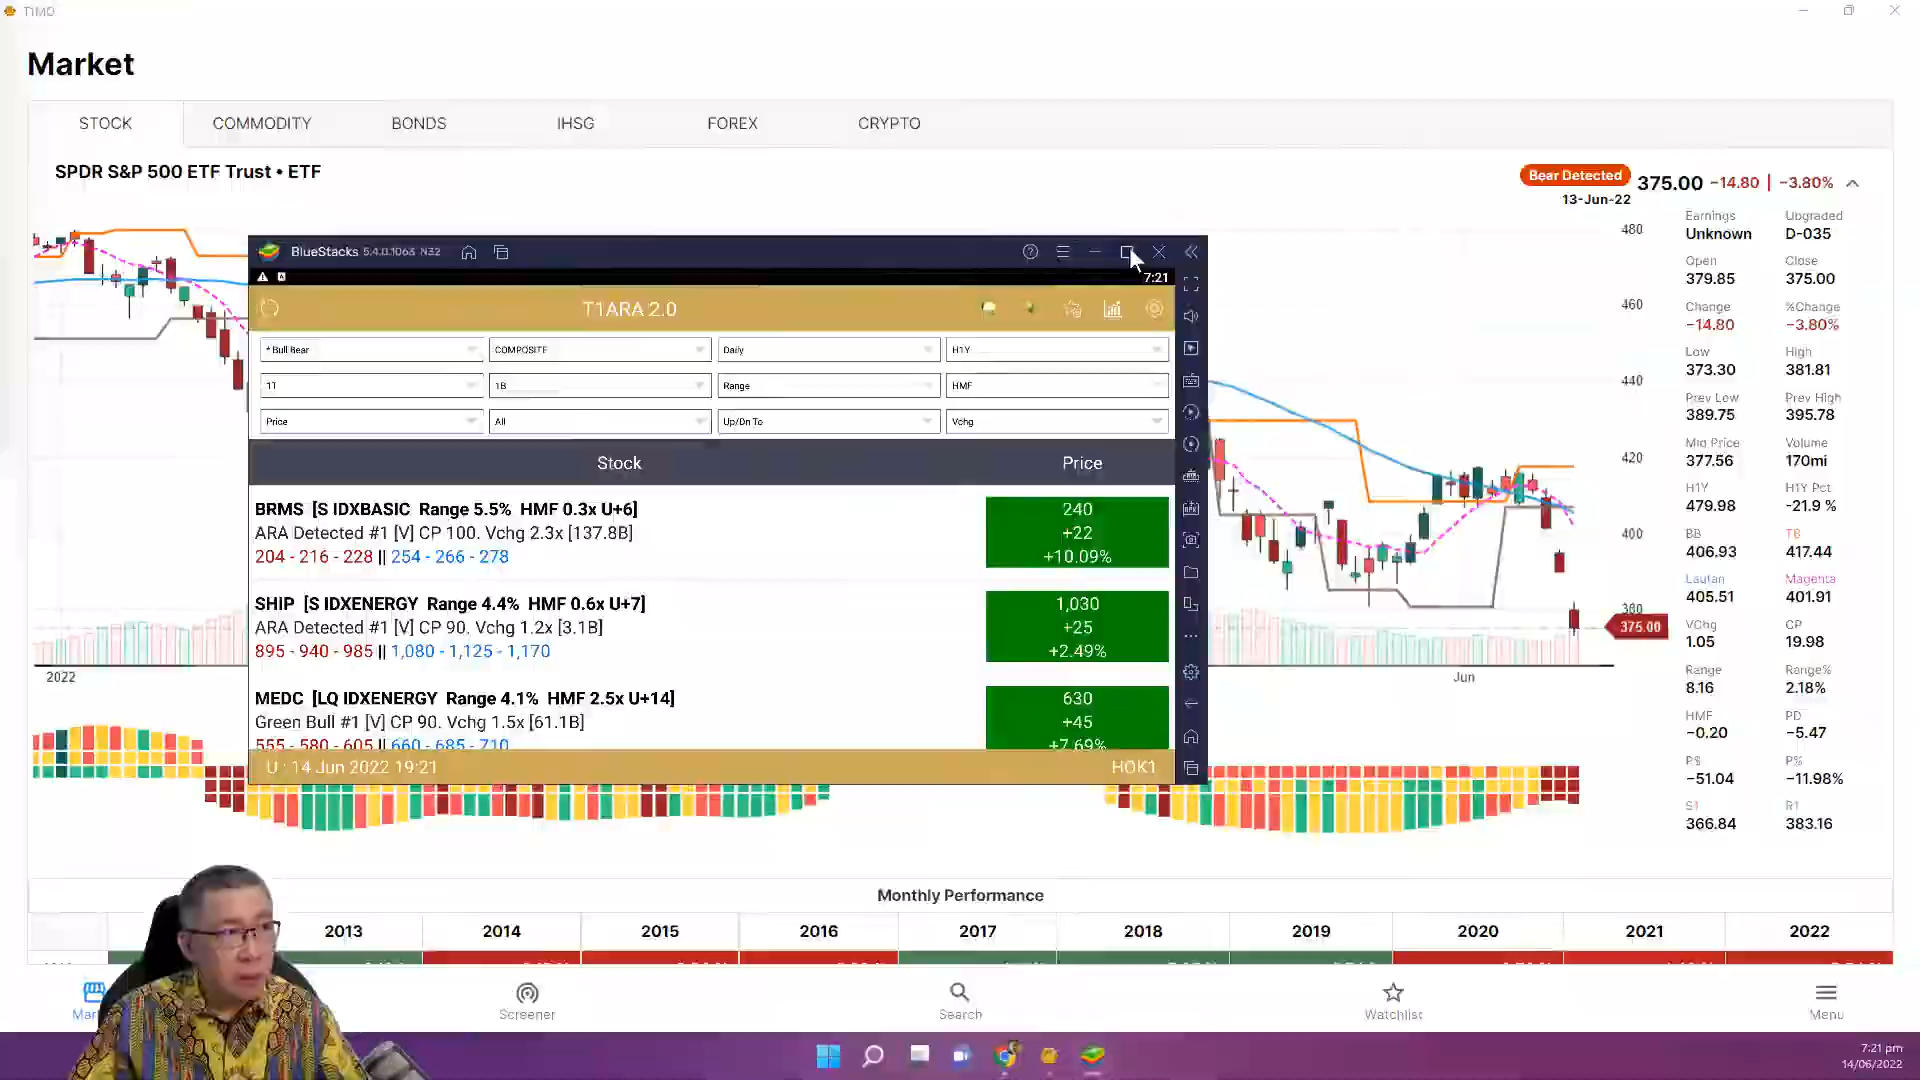 TIMO
Market
STOCK
COMMODITY
BONDS
IHSG
FOREX
CRYPTO
SPDR S&P 500 ETF Trust • ETF
Bear Detected
375.00 −14.80 | −3.80%
13-Jun-22
480
460
440
420
400
380
375.00
2022
Jun
Earnings
Upgraded
Unknown
D-035
Open
Close
379.85
375.00
Change
%Change
−14.80
−3.80%
Low
High
373.30
381.81
Prev Low
Prev High
389.75
395.78
Mid Price
Volume
377.56
170mi
H1Y
H1Y Pct
479.98
-21.9 %
BB
TB
406.93
417.44
Lautan
Magenta
405.51
401.91
VChg
CP
1.05
19.98
Range
Range%
8.16
2.18%
HMF
PD
−0.20
−5.47
P$
P%
−51.04
−11.98%
S1
R1
366.84
383.16
BlueStacks 5.4.0.1063 N32
7:21
T1ARA 2.0
* Bull Bear
COMPOSITE
Daily
H1Y
1T
1B
Range
HMF
Price
All
Up/Dn To
Vchg
Stock
Price
BRMS [S IDXBASIC Range 5.5% HMF 0.3x U+6]
ARA Detected #1 [V] CP 100. Vchg 2.3x [137.8B]
204 - 216 - 228 || 254 - 266 - 278
240
+22
+10.09%
SHIP [S IDXENERGY Range 4.4% HMF 0.6x U+7]
ARA Detected #1 [V] CP 90. Vchg 1.2x [3.1B]
895 - 940 - 985 || 1,080 - 1,125 - 1,170
1,030
+25
+2.49%
MEDC [LQ IDXENERGY Range 4.1% HMF 2.5x U+14]
Green Bull #1 [V] CP 90. Vchg 1.5x [61.1B]
555 - 580 - 605 || 660 - 685 - 710
630
+45
+7.69%
U : 14 Jun 2022 19:21
HOK1
Monthly Performance
2013
2014
2015
2016
2017
2018
2019
2020
2021
2022
Mar
Screener
Search
Watchlist
Menu
7:21 pm
14/06/2022